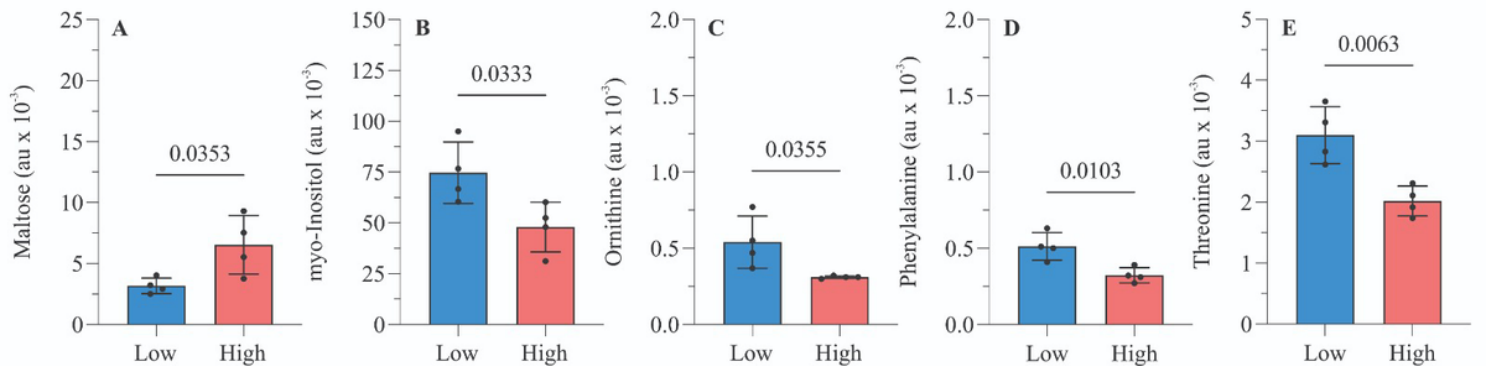 A
Maltose (au x 10⁻³)
25
20
15
10
5
0
0.0353
Low High
B
myo-Inositol (au x 10⁻³)
150
125
100
75
50
25
0
0.0333
Low High
C
Ornithine (au x 10⁻³)
2.0
1.5
1.0
0.5
0.0
0.0355
Low High
D
Phenylalanine (au x 10⁻³)
2.0
1.5
1.0
0.5
0.0
0.0103
Low High
E
Threonine (au x 10⁻³)
5
4
3
2
1
0
0.0063
Low High